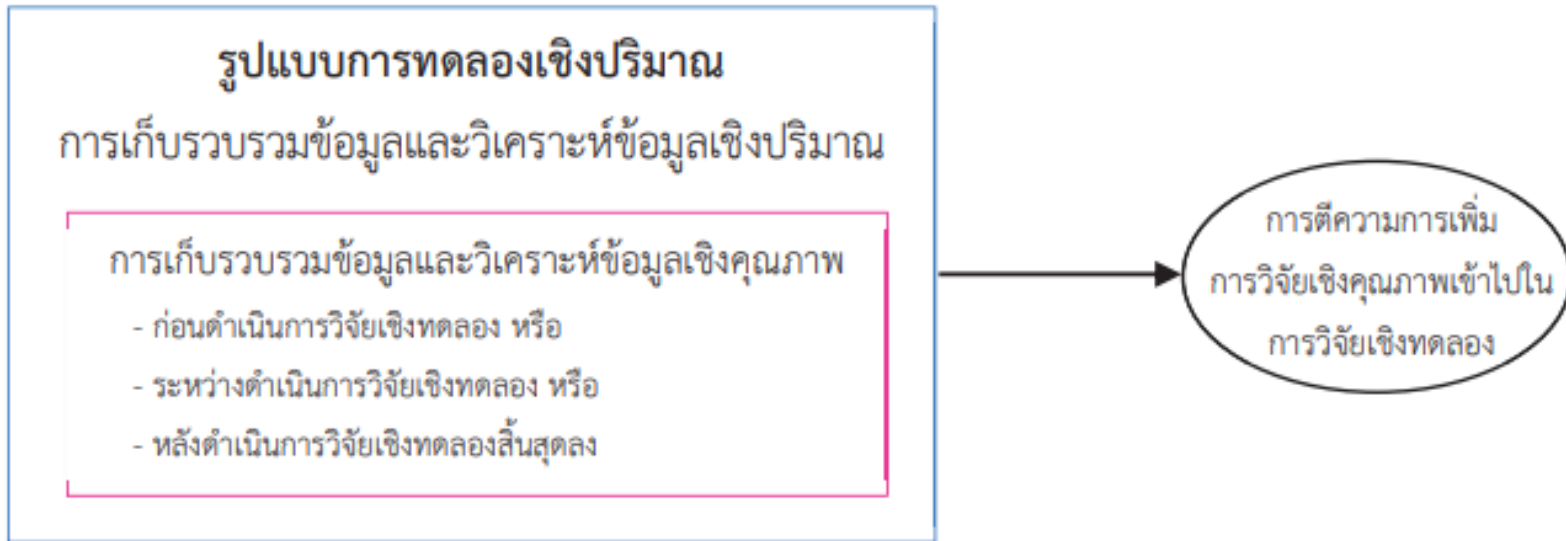 รูปแบบการทดลองเชิงปริมาณ
การเก็บรวบรวมข้อมูลและวิเคราะห์ข้อมูลเชิงปริมาณ
การเก็บรวบรวมข้อมูลและวิเคราะห์ข้อมูลเชิงคุณภาพ
- ก่อนดำเนินการวิจัยเชิงทดลอง หรือ
- ระหว่างดำเนินการวิจัยเชิงทดลอง หรือ
- หลังดำเนินการวิจัยเชิงทดลองสิ้นสุดลง
การตีความการเพิ่ม
การวิจัยเชิงคุณภาพเข้าไปใน
การวิจัยเชิงทดลอง